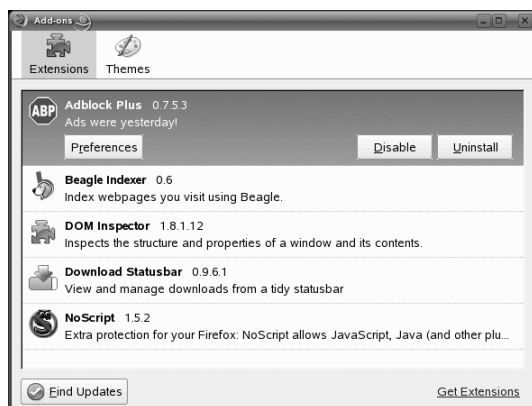 Add-ons
Extensions Themes
ABP Adblock Plus 0.7.5.3
Ads were yesterday!
Preferences Disable Uninstall
Beagle Indexer 0.6
Index webpages you visit using Beagle.
DOM Inspector 1.8.1.12
Inspects the structure and properties of a window and its contents.
Download Statusbar 0.9.6.1
View and manage downloads from a tidy statusbar
NoScript 1.5.2
Extra protection for your Firefox: NoScript allows JavaScript, Java (and other plu...
Find Updates Get Extensions